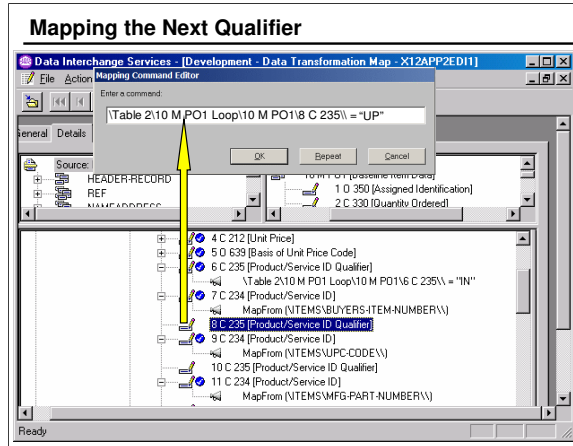 Mapping the Next Qualifier
Data Interchange Services - [Development - Data Transformation Map - X12APP2EDI1]
File Action
Mapping Command Editor
Enter a command:
\Table 2\10 M PO1 Loop\10 M PO1\8 C 235\\ = “UP”
OK Repeat Cancel
General Details
Source:
HEADER-RECORD
REF
NAMEADDRESS
10 M PO1 [Baseline Item Data]
1 O 350 [Assigned Identification]
2 C 330 [Quantity Ordered]
4 C 212 [Unit Price]
5 O 639 [Basis of Unit Price Code]
6 C 235 [Product/Service ID Qualifier]
\Table 2\10 M PO1 Loop\10 M PO1\6 C 235\\ = "IN"
7 C 234 [Product/Service ID]
MapFrom (\ITEMS\BUYERS-ITEM-NUMBER\\)
8 C 235 [Product/Service ID Qualifier]
9 C 234 [Product/Service ID]
MapFrom (\ITEMS\UPC-CODE\\)
10 C 235 [Product/Service ID Qualifier]
11 C 234 [Product/Service ID]
MapFrom (\ITEMS\MFG-PART-NUMBER\\)
Ready